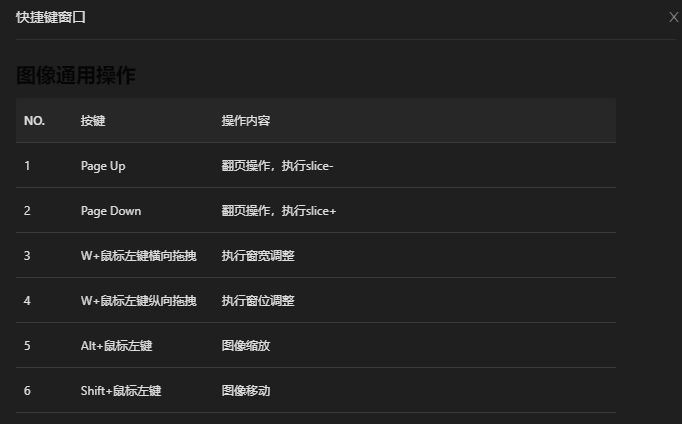 快捷键窗口 X
图像通用操作
NO. 按键 操作内容
1 Page Up 翻页操作，执行slice-
2 Page Down 翻页操作，执行slice+
3 W+鼠标左键横向拖拽 执行窗宽调整
4 W+鼠标左键纵向拖拽 执行窗位调整
5 Alt+鼠标左键 图像缩放
6 Shift+鼠标左键 图像移动